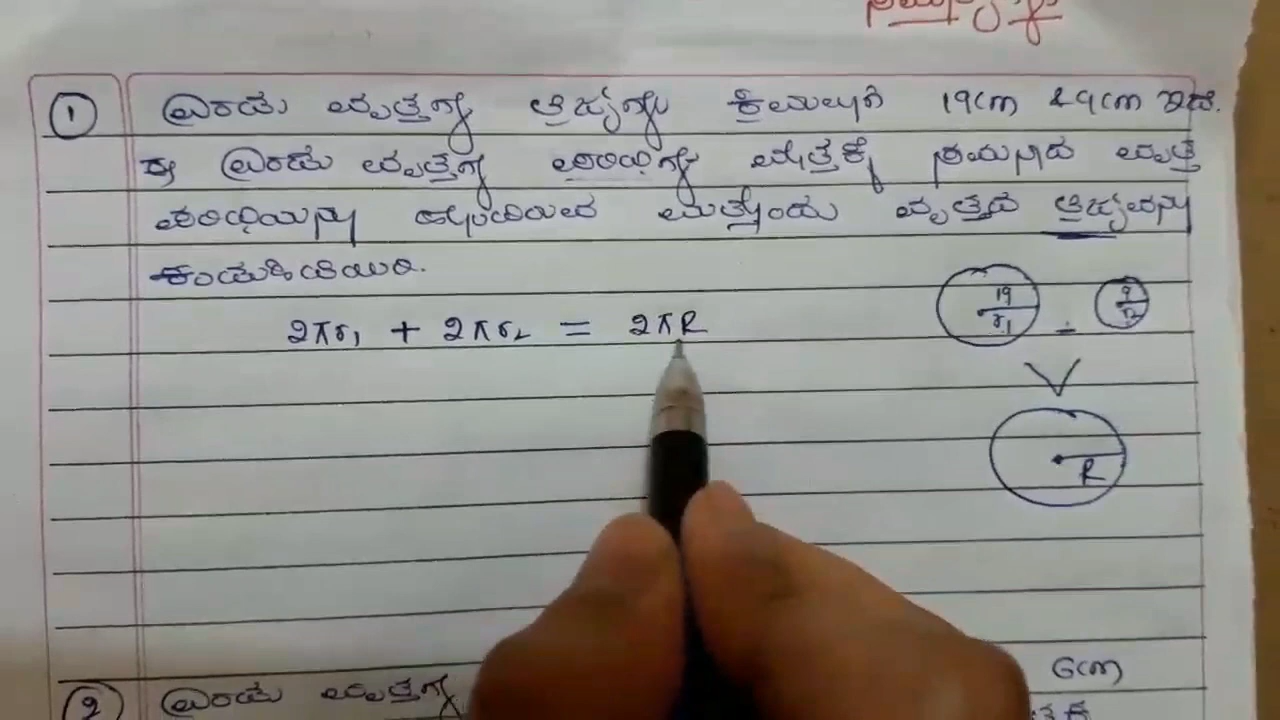 ಎರಡು ವೃತ್ತಗಳ ತ್ರಿಜ್ಯಗಳು ಕ್ರಮವಾಗಿ 19cm & 9cm ಇದೆ.
ಈ ಎರಡು ವೃತ್ತಗಳ ಪರಿಧಿಗಳ ಮೊತ್ತಕ್ಕೆ ಸಮನಾದ ವೃತ್ತ
ಪರಿಧಿಯನ್ನು ಹೊಂದಿರುವ ಮತ್ತೊಂದು ವೃತ್ತದ ತ್ರಿಜ್ಯವನ್ನು
ಕಂಡುಹಿಡಿಯಿರಿ.
1
2πr₁ + 2πr₂ = 2πR
19
r₁
9
r₂
R
2
ಎರಡು ವೃತ್ತಗಳ
6cm